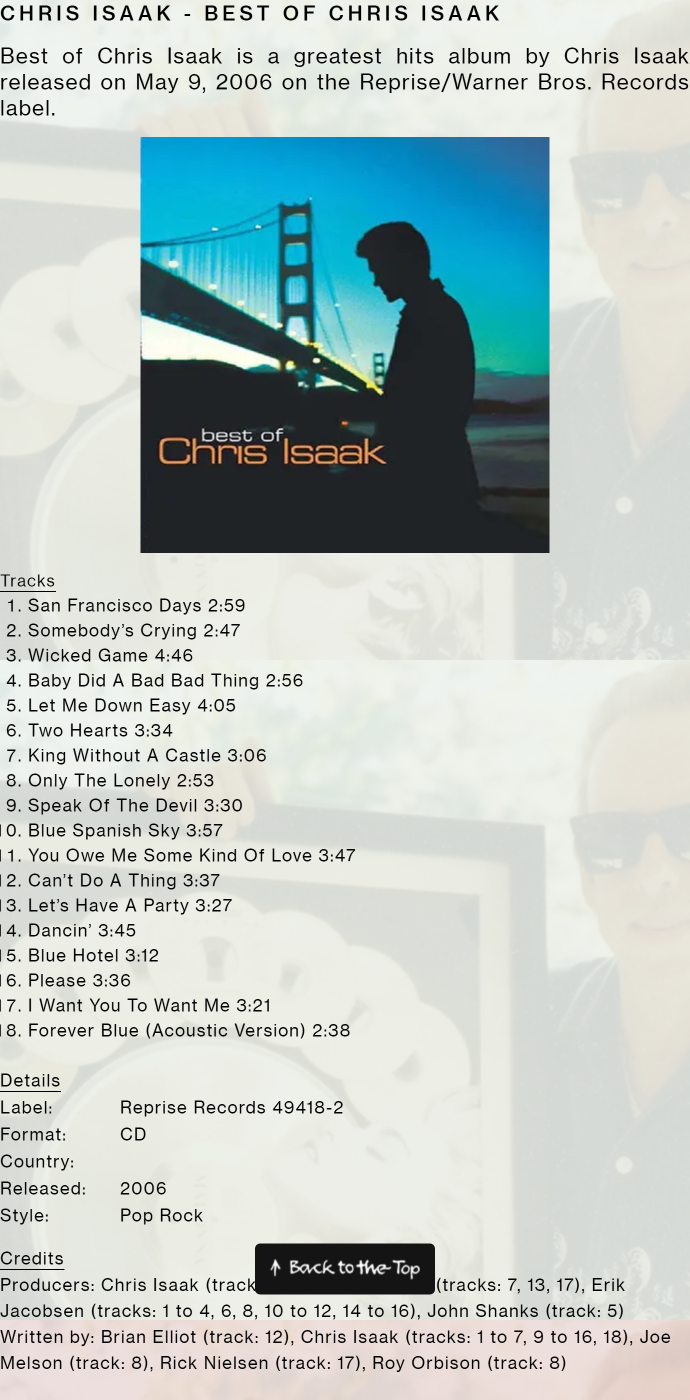 CHRIS ISAAK - BEST OF CHRIS ISAAK
Best of Chris Isaak is a greatest hits album by Chris Isaak
released on May 9, 2006 on the Reprise/Warner Bros. Records
label.
best of
Chris Isaak
Tracks
1. San Francisco Days 2:59
2. Somebody’s Crying 2:47
3. Wicked Game 4:46
4. Baby Did A Bad Bad Thing 2:56
5. Let Me Down Easy 4:05
6. Two Hearts 3:34
7. King Without A Castle 3:06
8. Only The Lonely 2:53
9. Speak Of The Devil 3:30
10. Blue Spanish Sky 3:57
11. You Owe Me Some Kind Of Love 3:47
12. Can’t Do A Thing 3:37
13. Let’s Have A Party 3:27
14. Dancin’ 3:45
15. Blue Hotel 3:12
16. Please 3:36
17. I Want You To Want Me 3:21
18. Forever Blue (Acoustic Version) 2:38
Details
Label: Reprise Records 49418-2
Format: CD
Country:
Released: 2006
Style: Pop Rock
Credits
↑ Back to the Top
Producers: Chris Isaak (track (tracks: 7, 13, 17), Erik
Jacobsen (tracks: 1 to 4, 6, 8, 10 to 12, 14 to 16), John Shanks (track: 5)
Written by: Brian Elliot (track: 12), Chris Isaak (tracks: 1 to 7, 9 to 16, 18), Joe
Melson (track: 8), Rick Nielsen (track: 17), Roy Orbison (track: 8)